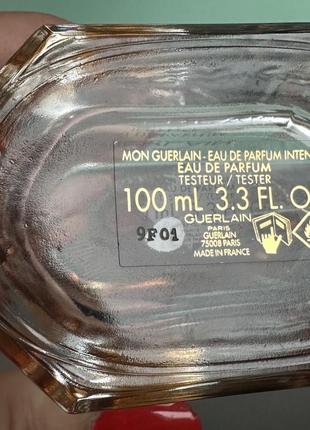 MON GUERLAIN - EAU DE PARFUM INTEN
EAU DE PARFUM
TESTEUR / TESTER
100 mL 3.3 FL. O
GUERLAIN
PARIS
GUERLAIN
75008 PARIS
MADE IN FRANCE
9F01